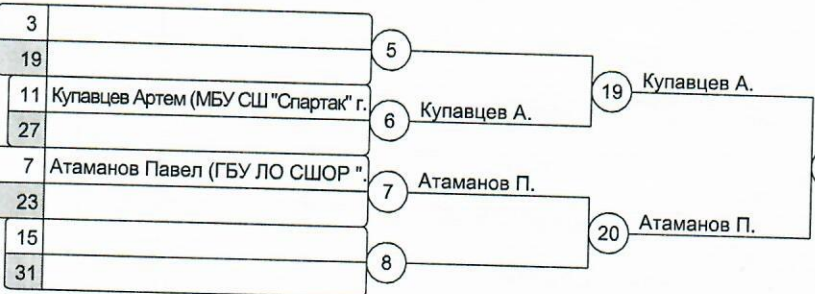 3
5
19
11 Купавцев Артем (МБУ СШ "Спартак" г.
6 Купавцев А.
19 Купавцев А.
27
7 Атаманов Павел (ГБУ ЛО СШОР ".
7 Атаманов П.
23
20 Атаманов П.
15
8
31